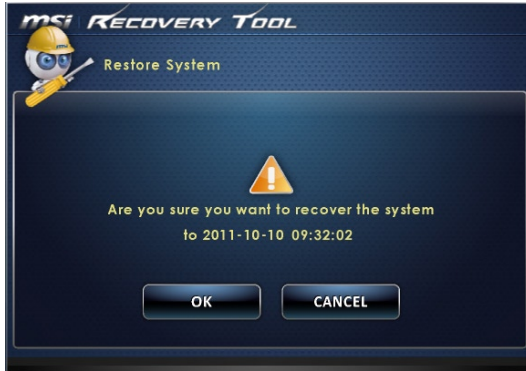 msi RECOVERY TOOL
Restore System
Are you sure you want to recover the system
to 2011-10-10 09:32:02
OK
CANCEL